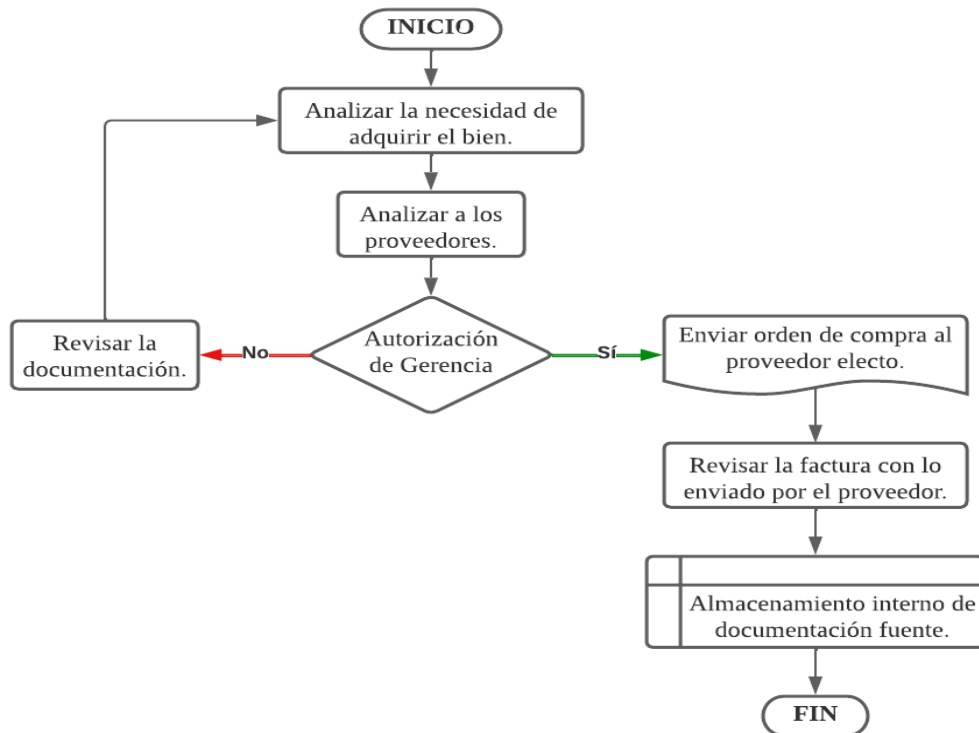 INICIO
Analizar la necesidad de
adquirir el bien.
Analizar a los
proveedores.
Autorización
de Gerencia
No
Revisar la
documentación.
Sí
Enviar orden de compra al
proveedor electo.
Revisar la factura con lo
enviado por el proveedor.
Almacenamiento interno de
documentación fuente.
FIN